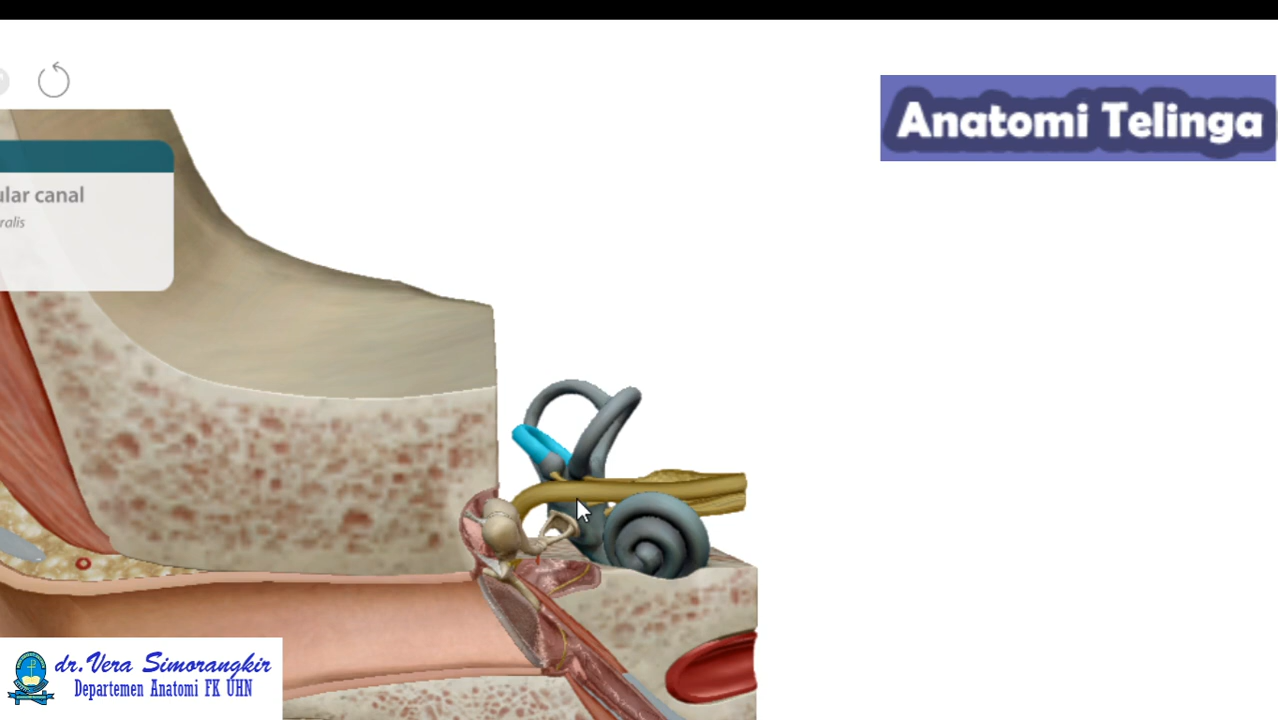 Anatomi Telinga
ular canal
ralis
dr.Vera Simorangkir
Departemen Anatomi FK UHN